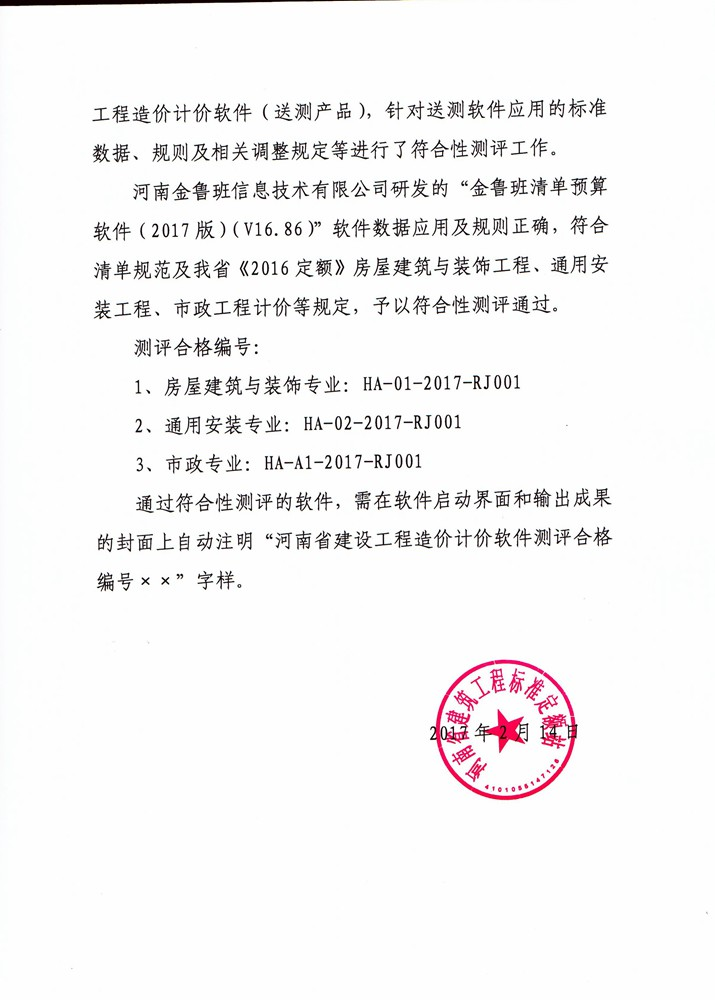 工程造价计价软件（送测产品），针对送测软件应用的标准
数据、规则及相关调整规定等进行了符合性测评工作。
河南金鲁班信息技术有限公司研发的“金鲁班清单预算
软件（2017版）（V16.86）”软件数据应用及规则正确，符合
清单规范及我省《2016定额》房屋建筑与装饰工程、通用安
装工程、市政工程计价等规定，予以符合性测评通过。
测评合格编号：
1、房屋建筑与装饰专业：HA-01-2017-RJ001
2、通用安装专业：HA-02-2017-RJ001
3、市政专业：HA-A1-2017-RJ001
通过符合性测评的软件，需在软件启动界面和输出成果
的封面上自动注明“河南省建设工程造价计价软件测评合格
编号××”字样。
河南省建筑工程标准定额站
2017年2月14日
4101088147128